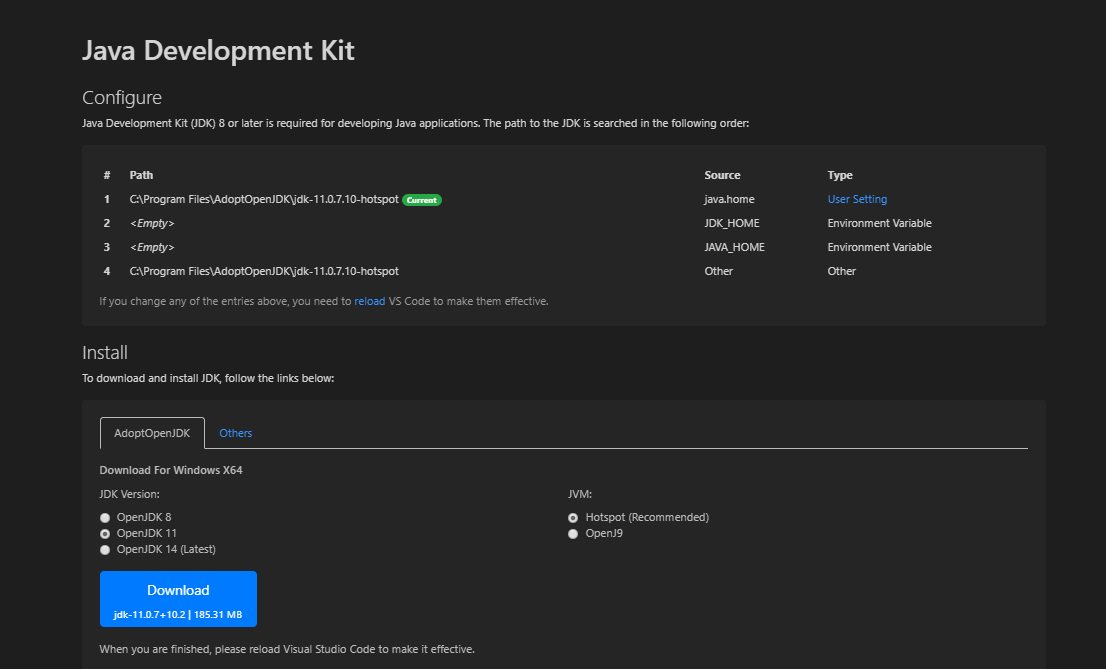 Java Development Kit
Configure
Java Development Kit (JDK) 8 or later is required for developing Java applications. The path to the JDK is searched in the following order:
# Path Source Type
1 C:\Program Files\AdoptOpenJDK\jdk-11.0.7.10-hotspot Current java.home User Setting
2 <Empty> JDK_HOME Environment Variable
3 <Empty> JAVA_HOME Environment Variable
4 C:\Program Files\AdoptOpenJDK\jdk-11.0.7.10-hotspot Other Other
If you change any of the entries above, you need to reload VS Code to make them effective.
Install
To download and install JDK, follow the links below:
AdoptOpenJDK Others
Download For Windows X64
JDK Version: JVM:
OpenJDK 8 Hotspot (Recommended)
OpenJDK 11 OpenJ9
OpenJDK 14 (Latest)
Download
jdk-11.0.7+10.2 | 185.31 MB
When you are finished, please reload Visual Studio Code to make it effective.